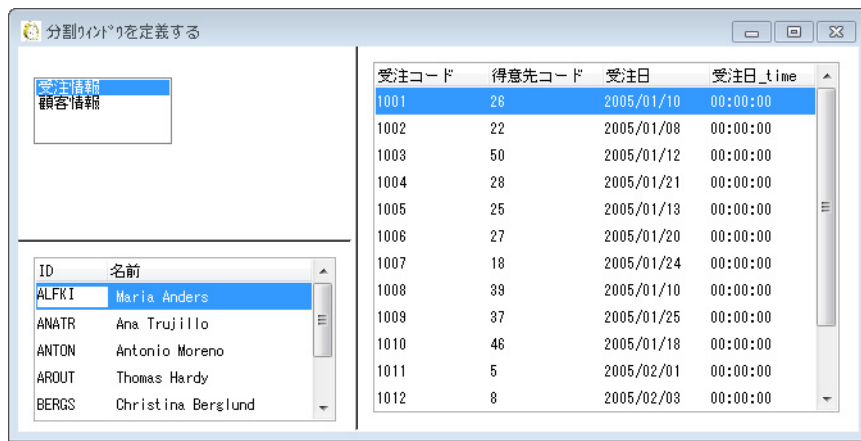 分割ｳｨﾝﾄﾞｳを定義する
受注情報
顧客情報
ID 名前
ALFKI Maria Anders
ANATR Ana Trujillo
ANTON Antonio Moreno
AROUT Thomas Hardy
BERGS Christina Berglund
受注コード 得意先コード 受注日 受注日_time
1001 26 2005/01/10 00:00:00
1002 22 2005/01/08 00:00:00
1003 50 2005/01/12 00:00:00
1004 28 2005/01/21 00:00:00
1005 25 2005/01/13 00:00:00
1006 27 2005/01/20 00:00:00
1007 18 2005/01/24 00:00:00
1008 39 2005/01/10 00:00:00
1009 37 2005/01/25 00:00:00
1010 46 2005/01/18 00:00:00
1011 5 2005/02/01 00:00:00
1012 8 2005/02/03 00:00:00